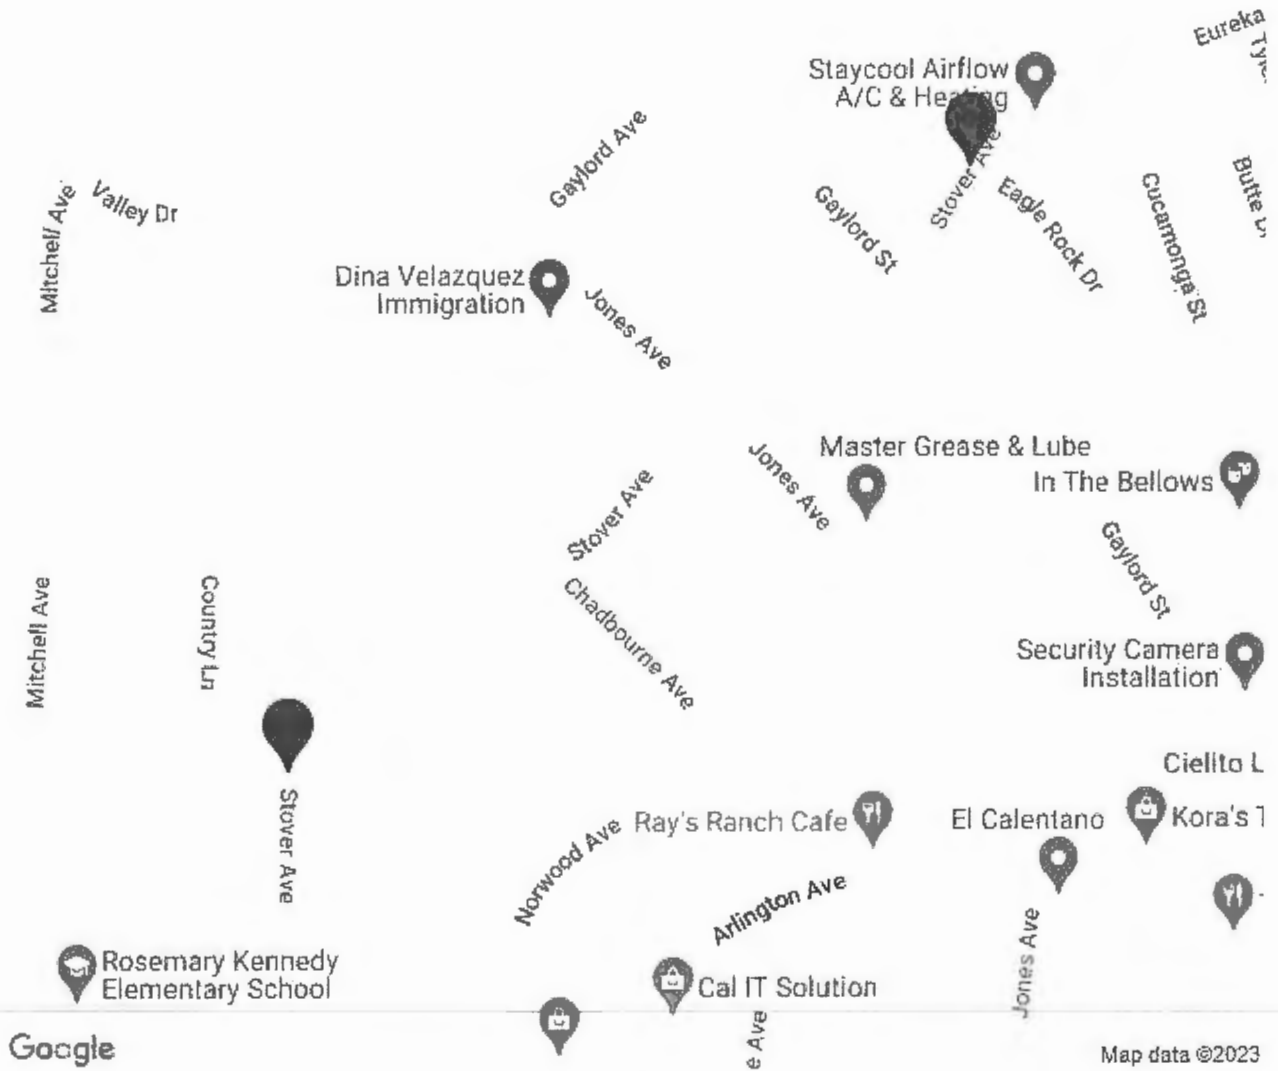 Eureka
Staycool Airflow
A/C & Heating
Gaylord Ave
Stover Ave
Mitchell Ave
Valley Dr
Gaylord St
Eagle Rock Dr
Cucamonga St
Butte
Dina Velazquez
Immigration
Jones Ave
Master Grease & Lube
Jones Ave
In The Bellows
Stover Ave
Gaylord St
Mitchell Ave
Country Ln
Chadbourne Ave
Security Camera
Installation
Cielito L
Stover Ave
Norwood Ave
Ray's Ranch Cafe
El Calentano
Kora's
Arlington Ave
Jones Ave
Rosemary Kennedy
Elementary School
Cal IT Solution
e Ave
Google
Map data ©2023